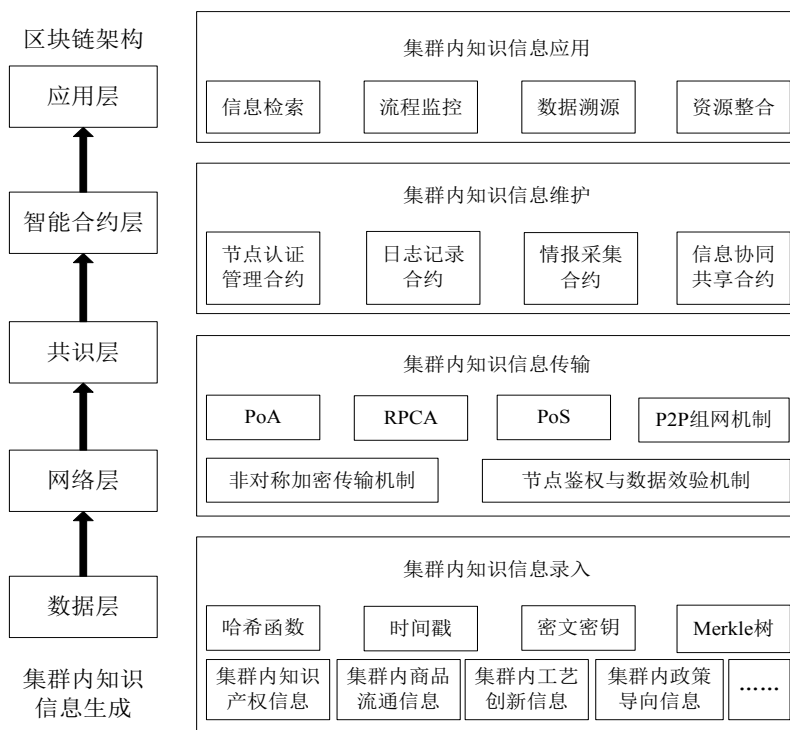 区块链架构
应用层
智能合约层
共识层
网络层
数据层
集群内知识
信息生成
集群内知识信息应用
信息检索
流程监控
数据溯源
资源整合
集群内知识信息维护
节点认证
管理合约
日志记录
合约
情报采集
合约
信息协同
共享合约
集群内知识信息传输
PoA
RPCA
PoS
P2P组网机制
非对称加密传输机制
节点鉴权与数据效验机制
集群内知识信息录入
哈希函数
时间戳
密文密钥
Merkle树
集群内知识
产权信息
集群内商品
流通信息
集群内工艺
创新信息
集群内政策
导向信息
……